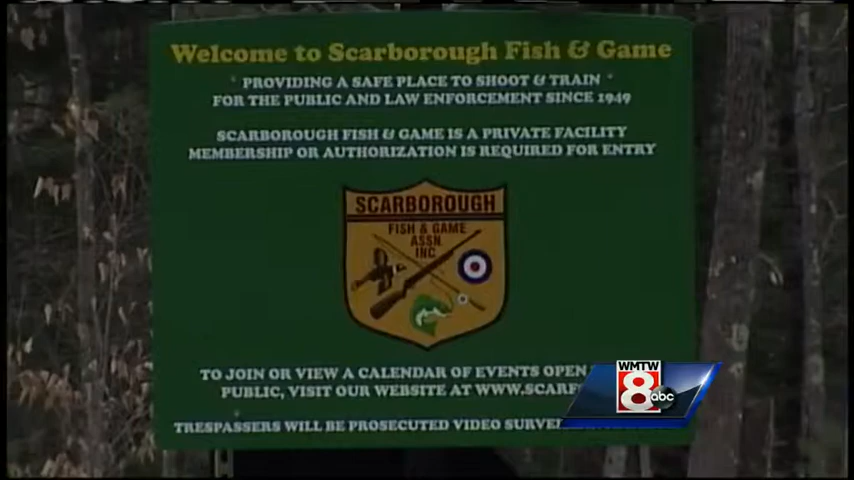 Welcome to Scarborough Fish & Game
PROVIDING A SAFE PLACE TO SHOOT & TRAIN
FOR THE PUBLIC AND LAW ENFORCEMENT SINCE 1949
SCARBOROUGH FISH & GAME IS A PRIVATE FACILITY
MEMBERSHIP OR AUTHORIZATION IS REQUIRED FOR ENTRY
SCARBOROUGH
FISH & GAME
ASSN.
INC
TO JOIN OR VIEW A CALENDAR OF EVENTS OPEN
PUBLIC, VISIT OUR WEBSITE AT WWW.SCARF
TRESPASSERS WILL BE PROSECUTED VIDEO
WMTW
8
abc